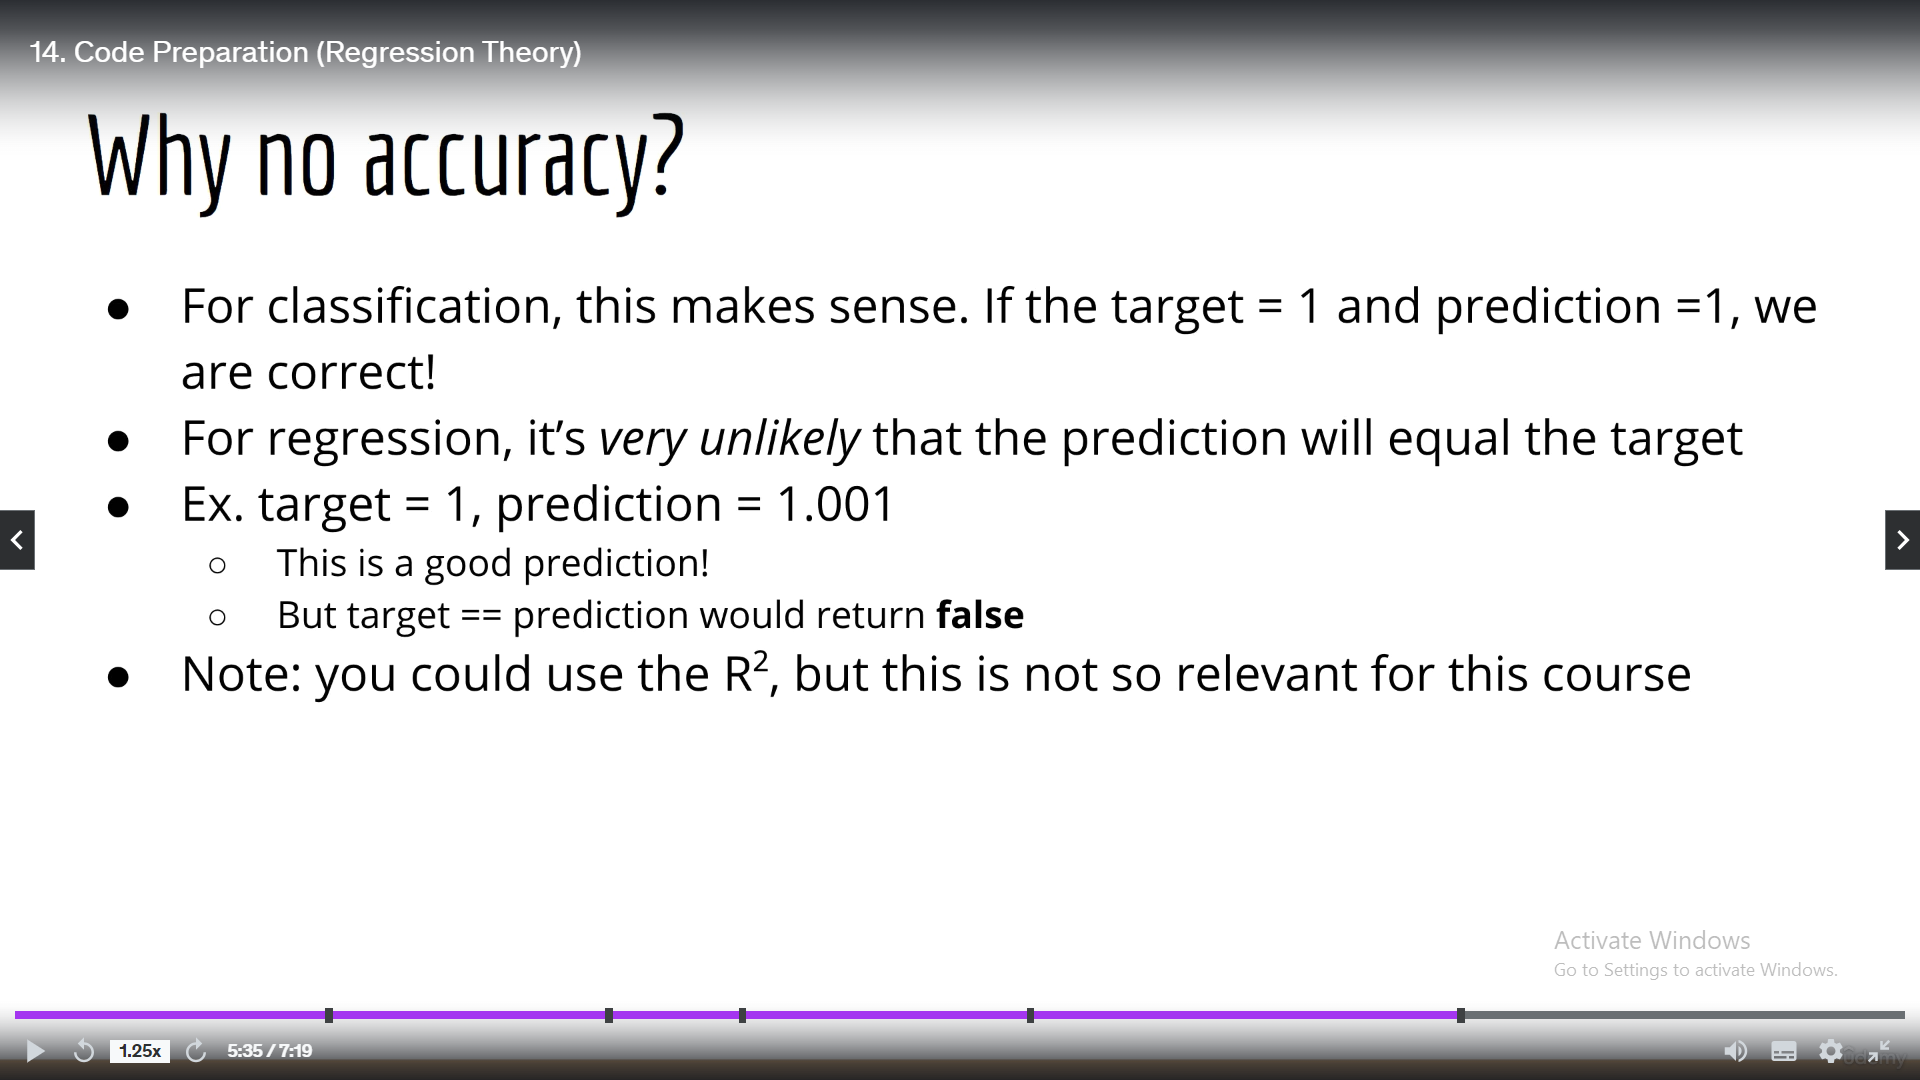 14. Code Preparation (Regression Theory)
Why no accuracy?
● For classification, this makes sense. If the target = 1 and prediction =1, we
are correct!
● For regression, it’s very unlikely that the prediction will equal the target
● Ex. target = 1, prediction = 1.001
○ This is a good prediction!
○ But target == prediction would return false
● Note: you could use the R², but this is not so relevant for this course
Activate Windows
Go to Settings to activate Windows.
1.25x
5:35 / 7:19